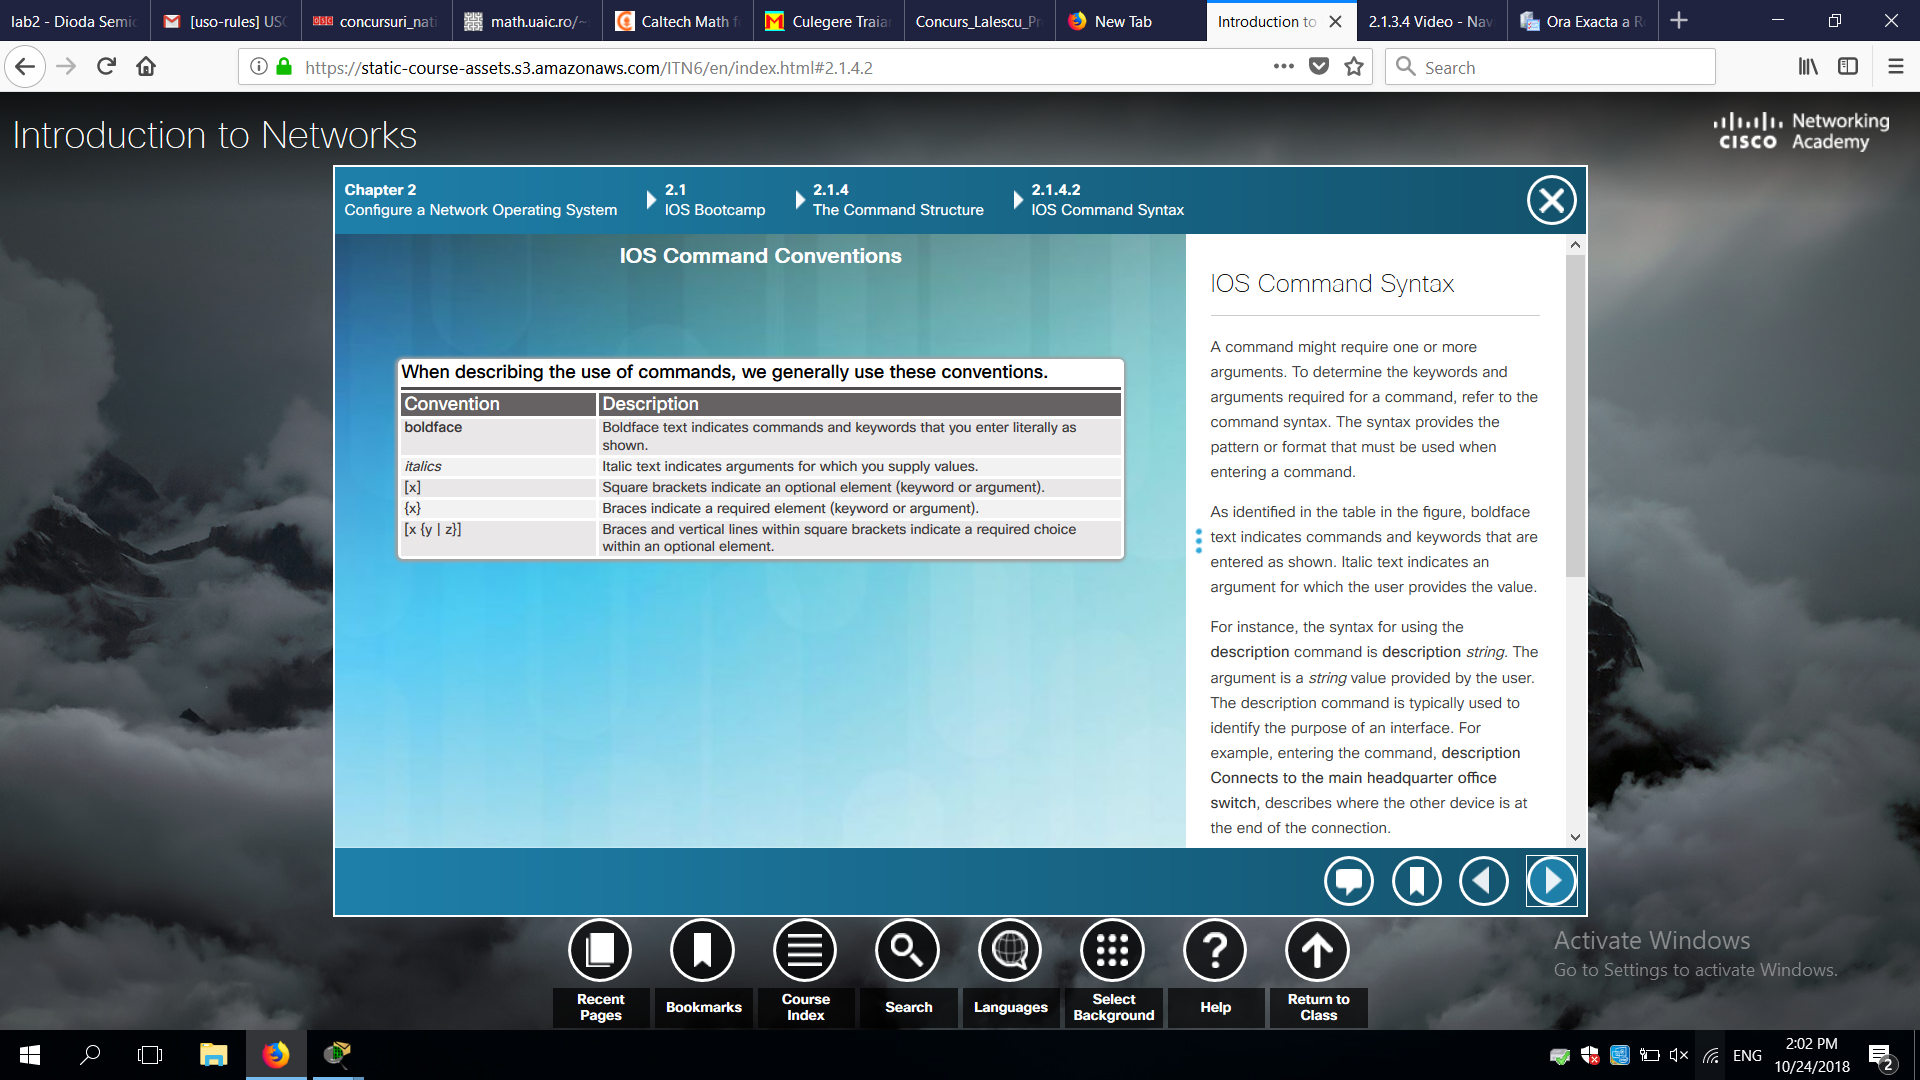 lab2 - Dioda Semic
[uso-rules] USO
concursuri_nati
math.uaic.ro/~
Caltech Math f
Culegere Traian
Concurs_Lalescu_Pr
New Tab
Introduction to
2.1.3.4 Video - Nav
Ora Exacta a R
https://static-course-assets.s3.amazonaws.com/ITN6/en/index.html#2.1.4.2
Search
Introduction to Networks
CISCO Networking Academy
Chapter 2
Configure a Network Operating System
2.1
IOS Bootcamp
2.1.4
The Command Structure
2.1.4.2
IOS Command Syntax
IOS Command Conventions
When describing the use of commands, we generally use these conventions.
Convention Description
boldface Boldface text indicates commands and keywords that you enter literally as
shown.
italics Italic text indicates arguments for which you supply values.
[x] Square brackets indicate an optional element (keyword or argument).
{x} Braces indicate a required element (keyword or argument).
[x {y | z}] Braces and vertical lines within square brackets indicate a required choice
within an optional element.
IOS Command Syntax
A command might require one or more
arguments. To determine the keywords and
arguments required for a command, refer to the
command syntax. The syntax provides the
pattern or format that must be used when
entering a command.
As identified in the table in the figure, boldface
text indicates commands and keywords that are
entered as shown. Italic text indicates an
argument for which the user provides the value.
For instance, the syntax for using the
description command is description string. The
argument is a string value provided by the user.
The description command is typically used to
identify the purpose of an interface. For
example, entering the command, description
Connects to the main headquarter office
switch, describes where the other device is at
the end of the connection.
Activate Windows
Go to Settings to activate Windows.
Recent
Pages
Bookmarks
Course
Index
Search
Languages
Select
Background
Help
Return to
Class
ENG
2:02 PM
10/24/2018
2